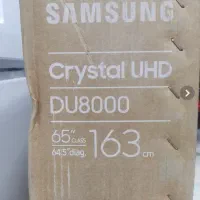 SAMSUNG
Crystal UHD
DU8000
65" CLASS 163 cm
64.5" diag.